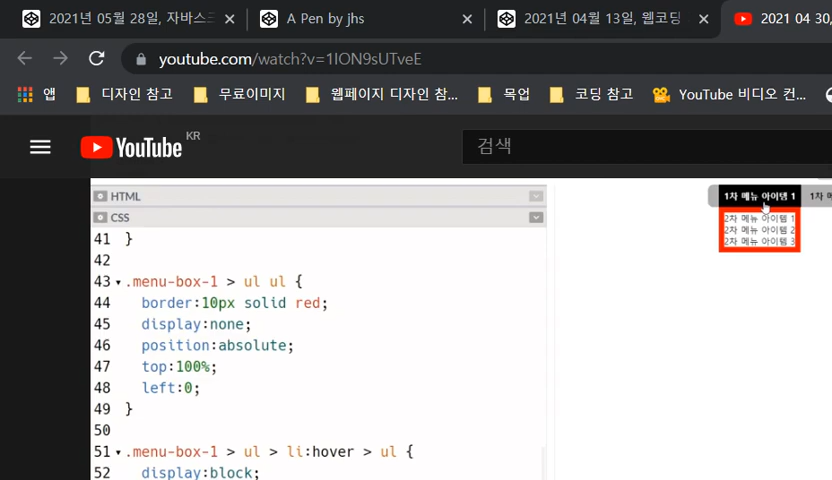 2021년 05월 28일, 자바스크
A Pen by jhs
2021년 04월 13일, 웹코딩
2021 04 30,
youtube.com/watch?v=1ION9sUTveE
앱
디자인 참고
무료이미지
웹페이지 디자인 참...
목업
코딩 참고
YouTube 비디오 컨...
YouTube KR
검색
HTML
CSS
41 }
42
43 .menu-box-1 > ul ul {
44 border:10px solid red;
45 display:none;
46 position:absolute;
47 top:100%;
48 left:0;
49 }
50
51 .menu-box-1 > ul > li:hover > ul {
52 display:block;
1차 메뉴 아이템 1
1차 메
2차 메뉴 아이템 1
2차 메뉴 아이템 2
2차 메뉴 아이템 3